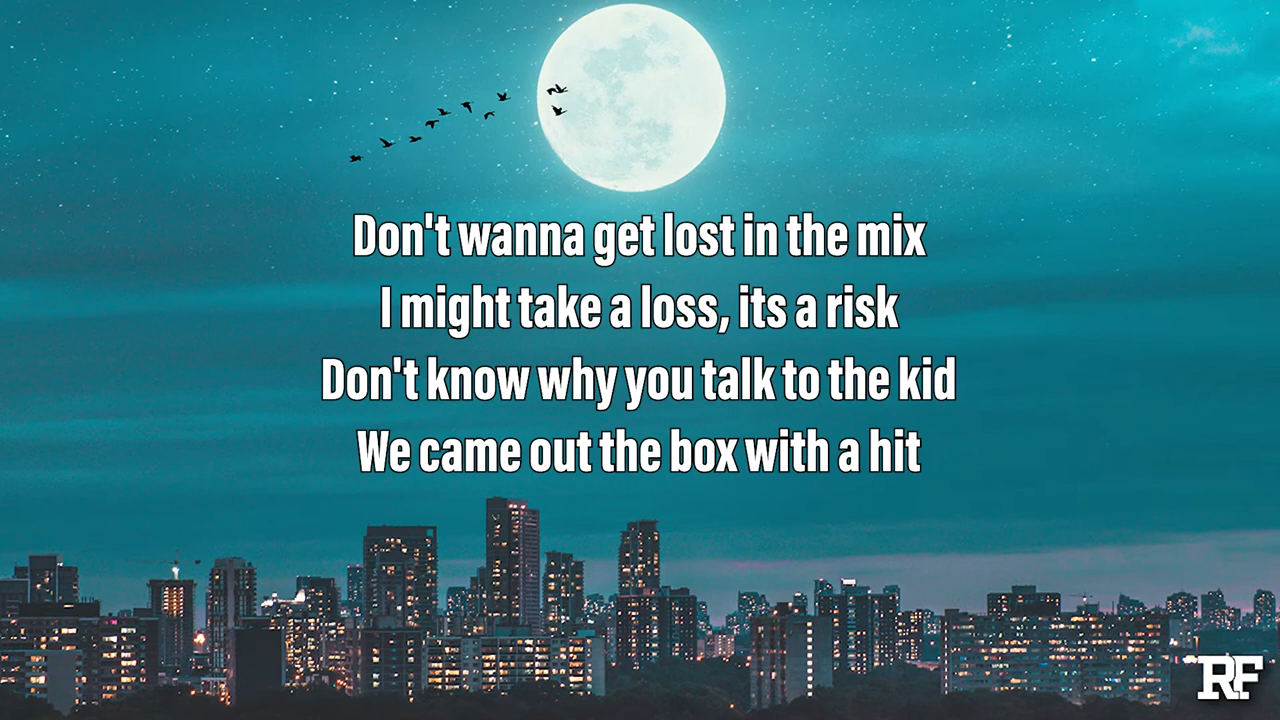 Don't wanna get lost in the mix
I might take a loss, its a risk
Don't know why you talk to the kid
We came out the box with a hit
RF